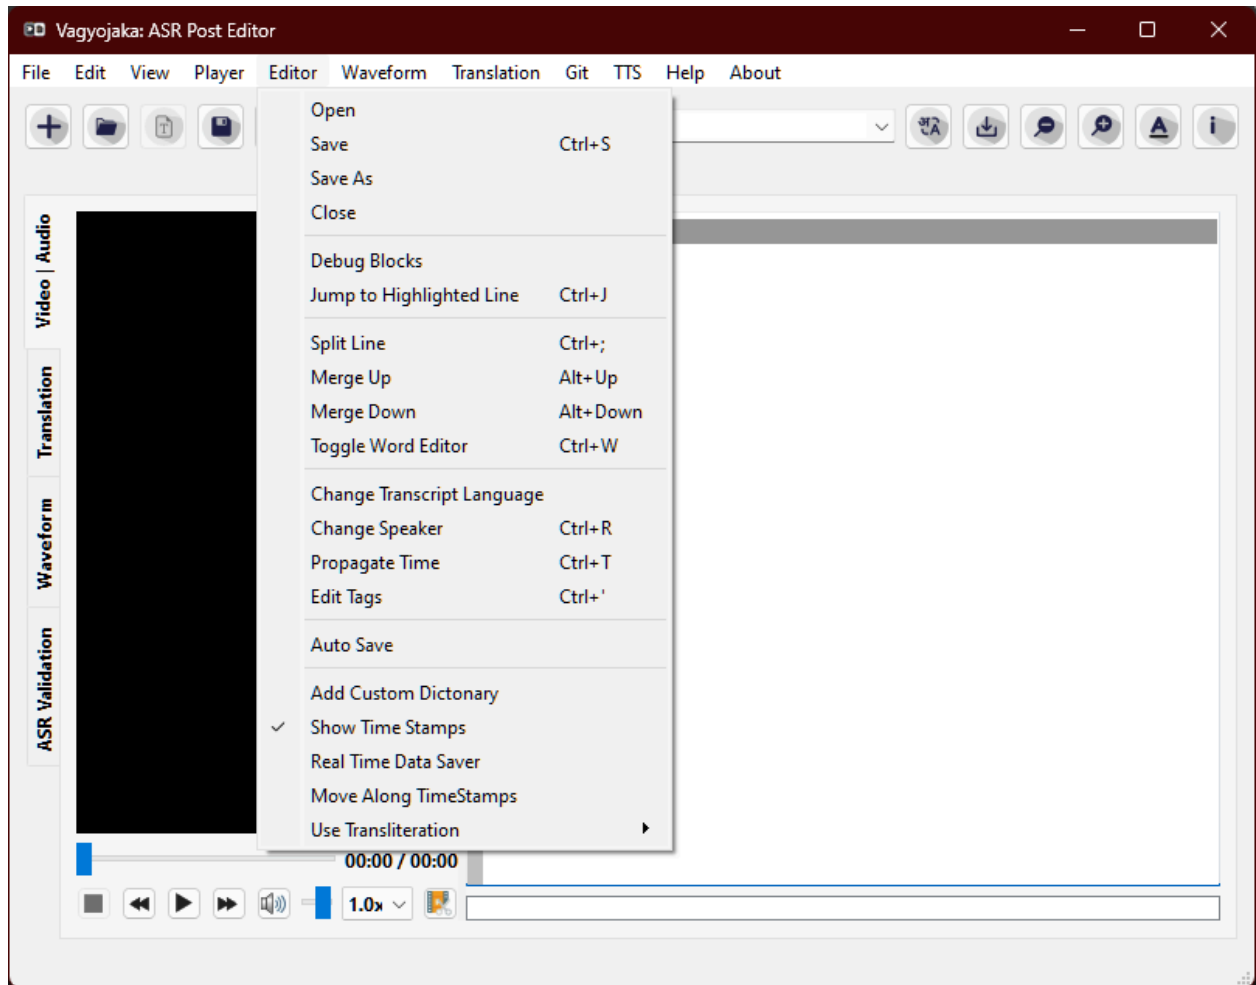 Vagyojaka: ASR Post Editor
File Edit View Player Editor Waveform Translation Git TTS Help About
Open
Save Ctrl+S
Save As
Close
Debug Blocks
Jump to Highlighted Line Ctrl+J
Split Line Ctrl+;
Merge Up Alt+Up
Merge Down Alt+Down
Toggle Word Editor Ctrl+W
Change Transcript Language
Change Speaker Ctrl+R
Propagate Time Ctrl+T
Edit Tags Ctrl+'
Auto Save
Add Custom Dictonary
Show Time Stamps
Real Time Data Saver
Move Along TimeStamps
Use Transliteration
Video | Audio
Translation
Waveform
ASR Validation
00:00 / 00:00
1.0x
T
अ A
A
i